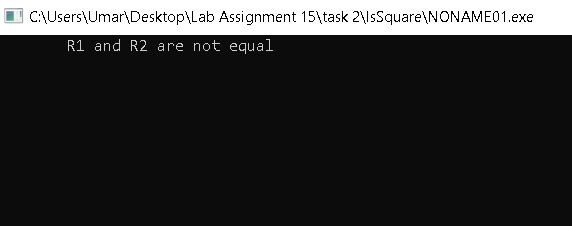 C:\Users\Umar\Desktop\Lab Assignment 15\task 2\IsSquare\NONAME01.exe
R1 and R2 are not equal